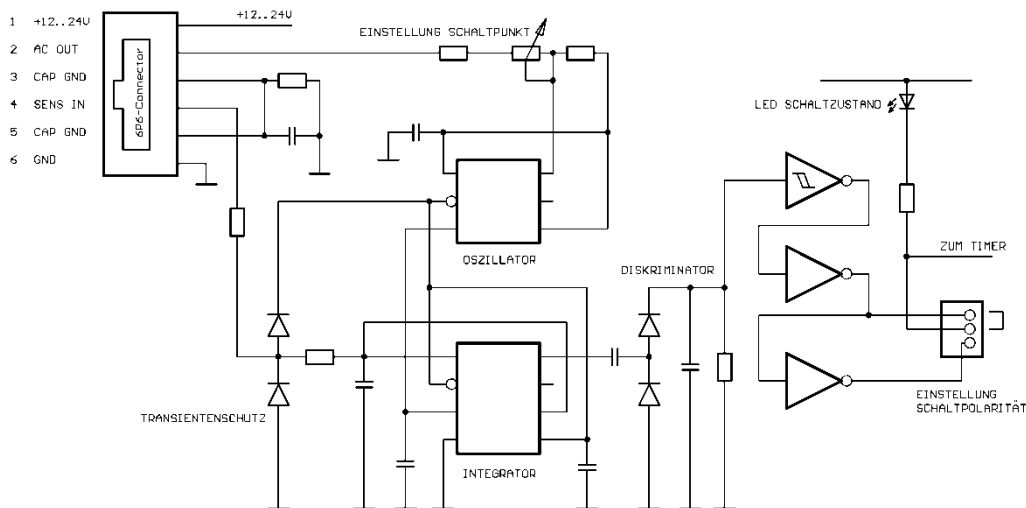 1 +12..24V
2 AC OUT
3 CAP GND
4 SENS IN
5 CAP GND
6 GND
6P6-Connector
+12..24V
EINSTELLUNG SCHALTPUNKT
LED SCHALTZUSTAND
OSZILLATOR
DISKRIMINATOR
ZUM TIMER
TRANSIENTENSCHUTZ
INTEGRATOR
EINSTELLUNG
SCHALTPOLARITÄT